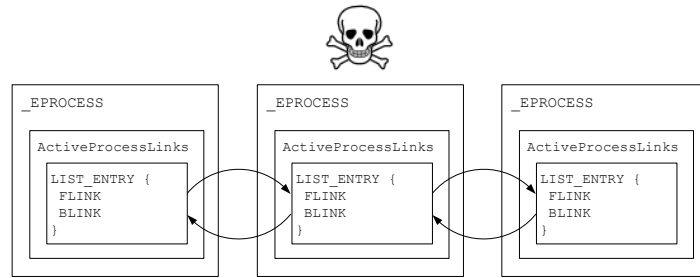 _EPROCESS
ActiveProcessLinks
LIST_ENTRY {
FLINK
BLINK
}
_EPROCESS
ActiveProcessLinks
LIST_ENTRY {
FLINK
BLINK
}
_EPROCESS
ActiveProcessLinks
LIST_ENTRY {
FLINK
BLINK
}